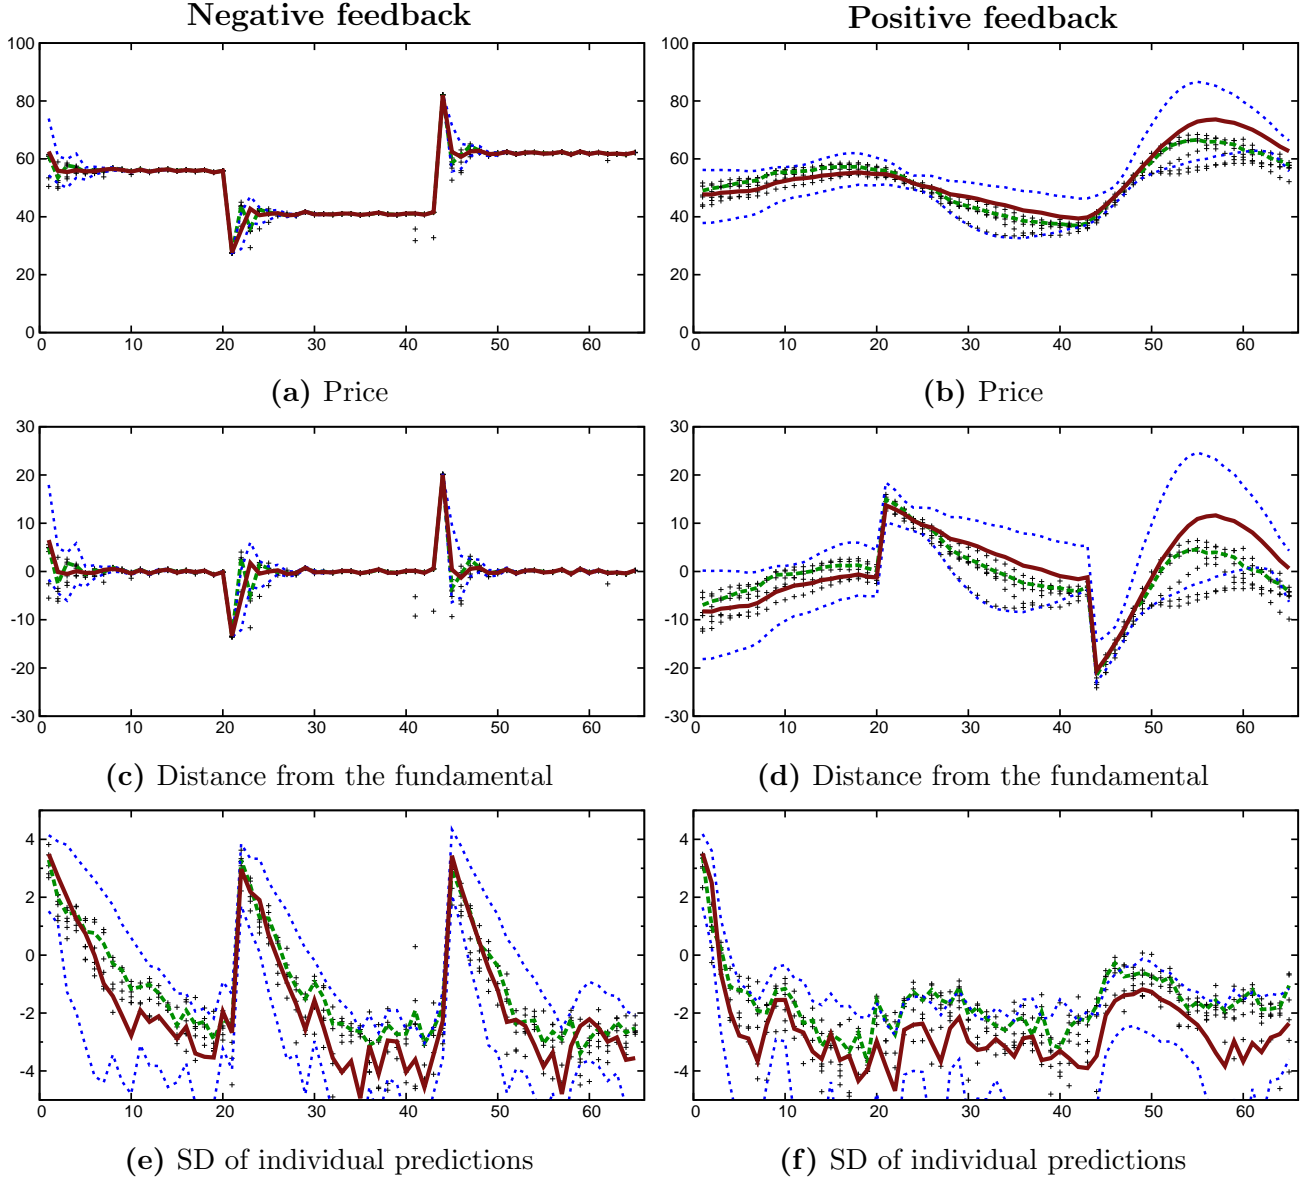 Negative feedback
Positive feedback
100
80
60
40
20
0
0 10 20 30 40 50 60
(a) Price
100
80
60
40
20
0
0 10 20 30 40 50 60
(b) Price
30
20
10
0
-10
-20
-30
0 10 20 30 40 50 60
(c) Distance from the fundamental
30
20
10
0
-10
-20
-30
0 10 20 30 40 50 60
(d) Distance from the fundamental
4
2
0
-2
-4
0 10 20 30 40 50 60
(e) SD of individual predictions
4
2
0
-2
-4
0 10 20 30 40 50 60
(f) SD of individual predictions